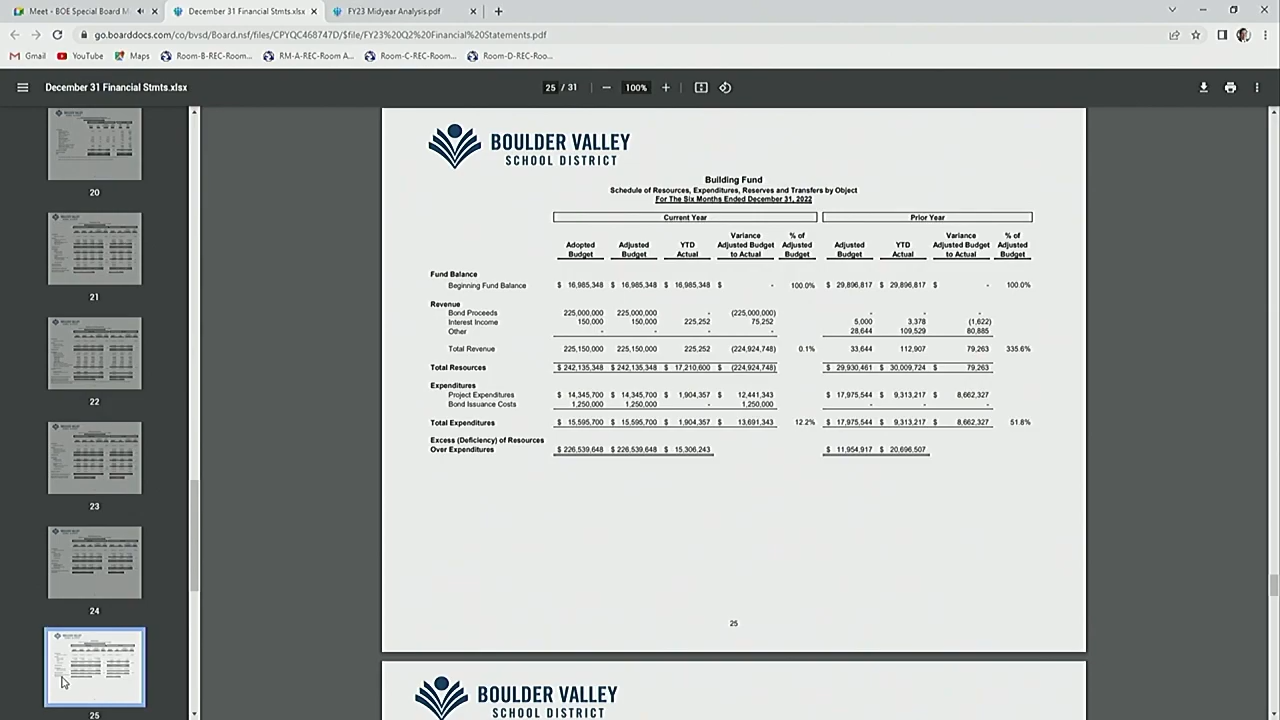 Meet - BOE Special Board M
December 31 Financial Stmts.xlsx
FY23 Midyear Analysis.pdf
go.boarddocs.com/co/bvsd/Board.nsf/files/CPYQC468747D/$file/FY23%20Q2%20Financial%20Statements.pdf
Gmail YouTube Maps Room-B-REC-Room... RM-A-REC-Room A... Room-C-REC-Room... Room-D-REC-Roo...
December 31 Financial Stmts.xlsx 25 / 31 100%
20
21
22
23
24
25
BOULDER VALLEY
SCHOOL DISTRICT
Building Fund
Schedule of Resources, Expenditures, Reserves and Transfers by Object
For The Six Months Ended December 31, 2022
Current Year Prior Year
Variance % of Variance % of
Adopted Adjusted YTD Adjusted Budget Adjusted Adjusted YTD Adjusted Budget Adjusted
Budget Budget Actual to Actual Budget Budget Actual to Actual Budget
Fund Balance
Beginning Fund Balance $ 16,985,348 $ 16,985,348 $ 16,985,348 $ - 100.0% $ 29,896,817 $ 29,896,817 $ - 100.0%
Revenue
Bond Proceeds 225,000,000 225,000,000 - (225,000,000) - - -
Interest Income 150,000 150,000 225,252 75,252 5,000 3,378 (1,622)
Other - - - - 28,644 109,529 80,885
Total Revenue 225,150,000 225,150,000 225,252 (224,924,748) 0.1% 33,644 112,907 79,263 335.6%
Total Resources $ 242,135,348 $ 242,135,348 $ 17,210,600 $ (224,924,748) $ 29,930,461 $ 30,009,724 $ 79,263
Expenditures
Project Expenditures $ 14,345,700 $ 14,345,700 $ 1,904,357 $ 12,441,343 $ 17,975,544 $ 9,313,217 $ 8,662,327
Bond Issuance Costs 1,250,000 1,250,000 - 1,250,000 - - -
Total Expenditures $ 15,595,700 $ 15,595,700 $ 1,904,357 $ 13,691,343 12.2% $ 17,975,544 $ 9,313,217 $ 8,662,327 51.8%
Excess (Deficiency) of Resources
Over Expenditures $ 226,539,648 $ 226,539,648 $ 15,306,243 $ 11,954,917 $ 20,696,507
25
BOULDER VALLEY
SCHOOL DISTRICT